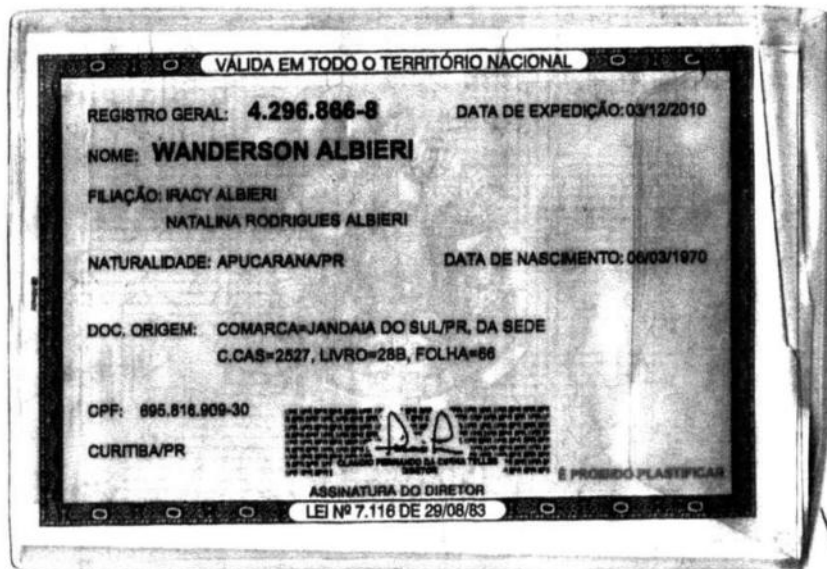 VÁLIDA EM TODO O TERRITÓRIO NACIONAL
REGISTRO GERAL: 4.296.866-8 DATA DE EXPEDIÇÃO: 03/12/2010
NOME: WANDERSON ALBIERI
FILIAÇÃO: IRACY ALBIERI
NATALINA RODRIGUES ALBIERI
NATURALIDADE: APUCARANA/PR DATA DE NASCIMENTO: 06/03/1970
DOC. ORIGEM: COMARCA=JANDAIA DO SUL/PR, DA SEDE
C.CAS=2527, LIVRO=28B, FOLHA=66
CPF: 695.818.909-30
CURITIBA/PR
DIRETOR
É PROIBIDO PLASTIFICAR
ASSINATURA DO DIRETOR
LEI Nº 7.116 DE 29/08/83